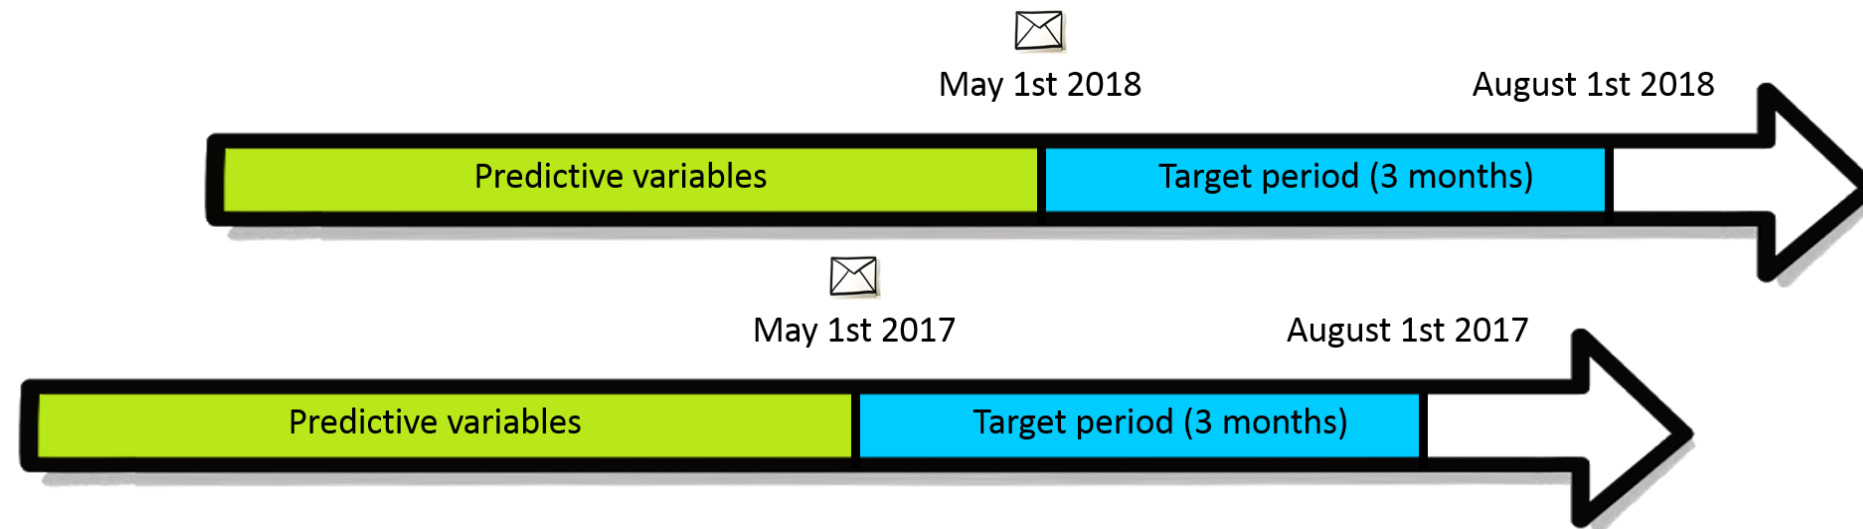 May 1st 2018
August 1st 2018
Predictive variables
Target period (3 months)
May 1st 2017
August 1st 2017
Predictive variables
Target period (3 months)